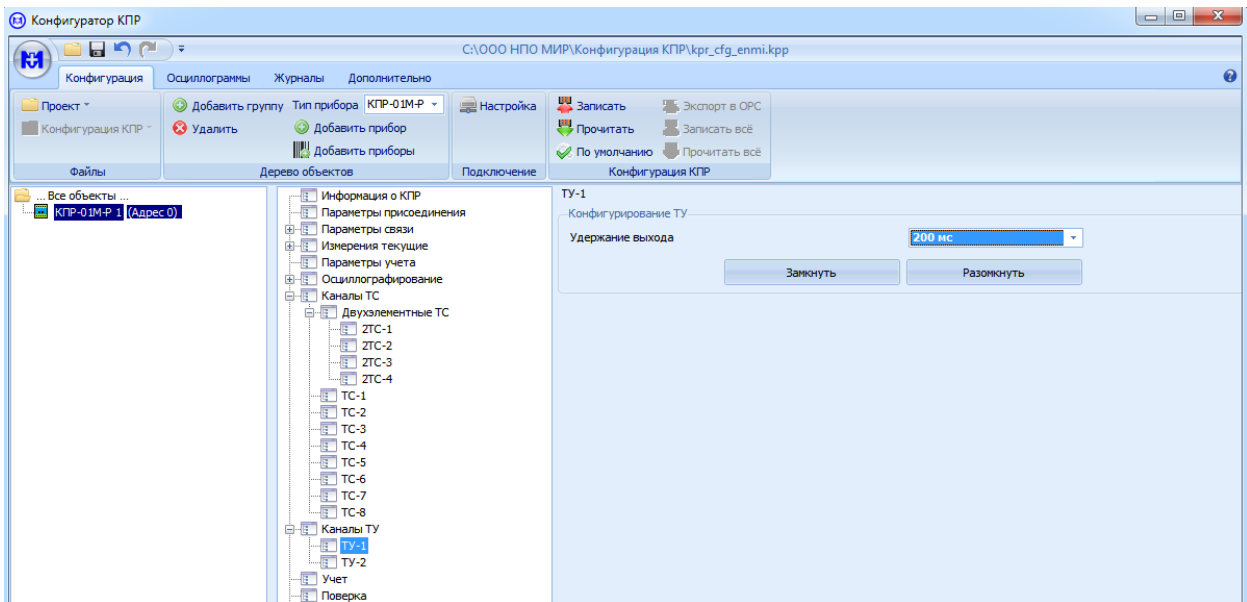 Конфигуратор КПР
C:\ООО НПО МИР\Конфигурация КПР\kpr_cfg_enmi.kpp
Конфигурация Осциллограммы Журналы Дополнительно
Проект
Конфигурация КПР
Файлы
Добавить группу Тип прибора КПР-01М-Р
Удалить Добавить прибор
Добавить приборы
Дерево объектов
Настройка
Подключение
Записать Экспорт в OPC
Прочитать Записать всё
По умолчанию Прочитать всё
Конфигурация КПР
... Все объекты ...
КПР-01М-Р 1 (Адрес 0)
Информация о КПР
Параметры присоединения
Параметры связи
Измерения текущие
Параметры учета
Осциллографирование
Каналы ТС
Двухэлементные ТС
2ТС-1
2ТС-2
2ТС-3
2ТС-4
ТС-1
ТС-2
ТС-3
ТС-4
ТС-5
ТС-6
ТС-7
ТС-8
Каналы ТУ
ТУ-1
ТУ-2
Учет
Поверка
ТУ-1
Конфигурирование ТУ
Удержание выхода 200 мс
Замкнуть Разомкнуть